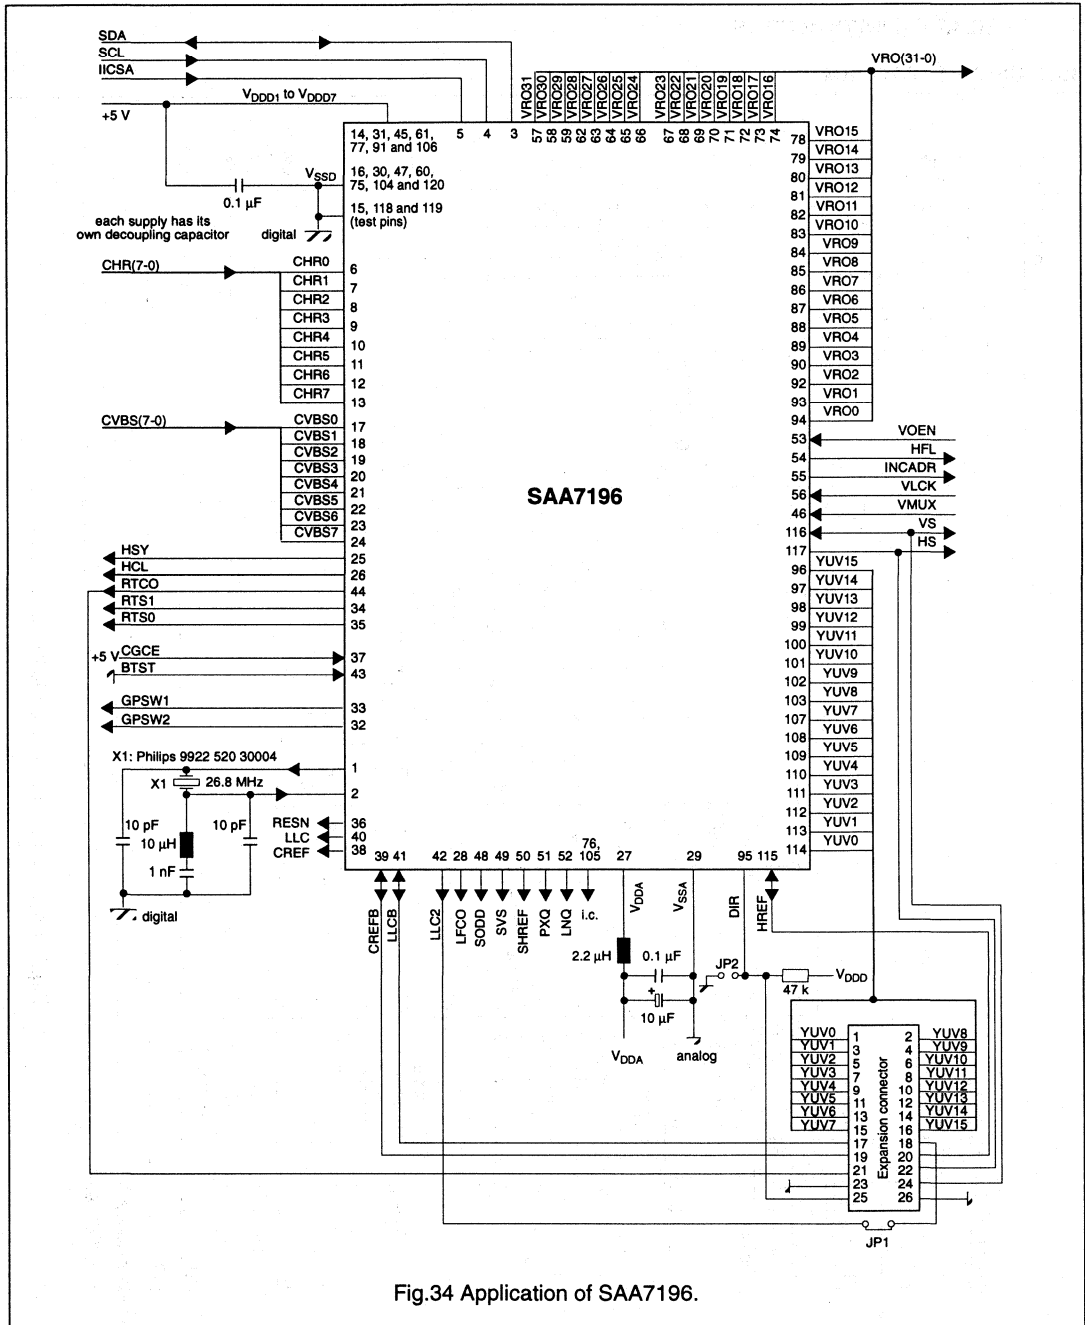 SDA
SCL
IICSA
VDDD1 to VDDD7
+5 V
VRO(31-0)
VRO31
VRO30
VRO29
VRO28
VRO27
VRO26
VRO25
VRO24
VRO23
VRO22
VRO21
VRO20
VRO19
VRO18
VRO17
VRO16
14, 31, 45, 61,
77, 91 and 106
5 4 3 57 58 59 62 63 64 65 66 67 68 69 70 71 72 73 74
VSSD
16, 30, 47, 60,
75, 104 and 120
0.1 µF
15, 118 and 119
(test pins)
each supply has its
own decoupling capacitor
digital
78 VRO15
79 VRO14
80 VRO13
81 VRO12
82 VRO11
83 VRO10
84 VRO9
85 VRO8
86 VRO7
87 VRO6
88 VRO5
89 VRO4
90 VRO3
92 VRO2
93 VRO1
94 VRO0
CHR(7-0)
CHR0 6
CHR1 7
CHR2 8
CHR3 9
CHR4 10
CHR5 11
CHR6 12
CHR7 13
CVBS(7-0)
CVBS0 17
CVBS1 18
CVBS2 19
CVBS3 20
CVBS4 21
CVBS5 22
CVBS6 23
CVBS7 24
SAA7196
53 VOEN
54 HFL
55 INCADR
56 VLCK
46 VMUX
116 VS
117 HS
HSY 25
HCL 26
RTCO 44
RTS1 34
RTS0 35
+5 V CGCE 37
BTST 43
GPSW1 33
GPSW2 32
96 YUV15
97 YUV14
98 YUV13
99 YUV12
100 YUV11
101 YUV10
102 YUV9
103 YUV8
107 YUV7
108 YUV6
109 YUV5
110 YUV4
111 YUV3
112 YUV2
113 YUV1
114 YUV0
X1: Philips 9922 520 30004
1
X1 26.8 MHz
2
10 pF
10 µH
10 pF
1 nF
digital
RESN 36
LLC 40
CREF 38
39 41 42 28 48 49 50 51 52 76, 105 27 29 95 115
CREFB
LLCB
LLC2
LFCO
SODD
SVS
SHREF
PXQ
LNQ
i.c.
VDDA
VSSA
DIR
HREF
2.2 µH
0.1 µF
+
10 µF
VDDA
analog
JP2
47 k
VDDD
YUV0 1 2 YUV8
YUV1 3 4 YUV9
YUV2 5 6 YUV10
YUV3 7 8 YUV11
YUV4 9 10 YUV12
YUV5 11 12 YUV13
YUV6 13 14 YUV14
YUV7 15 16 YUV15
17 18
19 20
21 22
23 24
25 26
Expansion connector
JP1
Fig.34 Application of SAA7196.